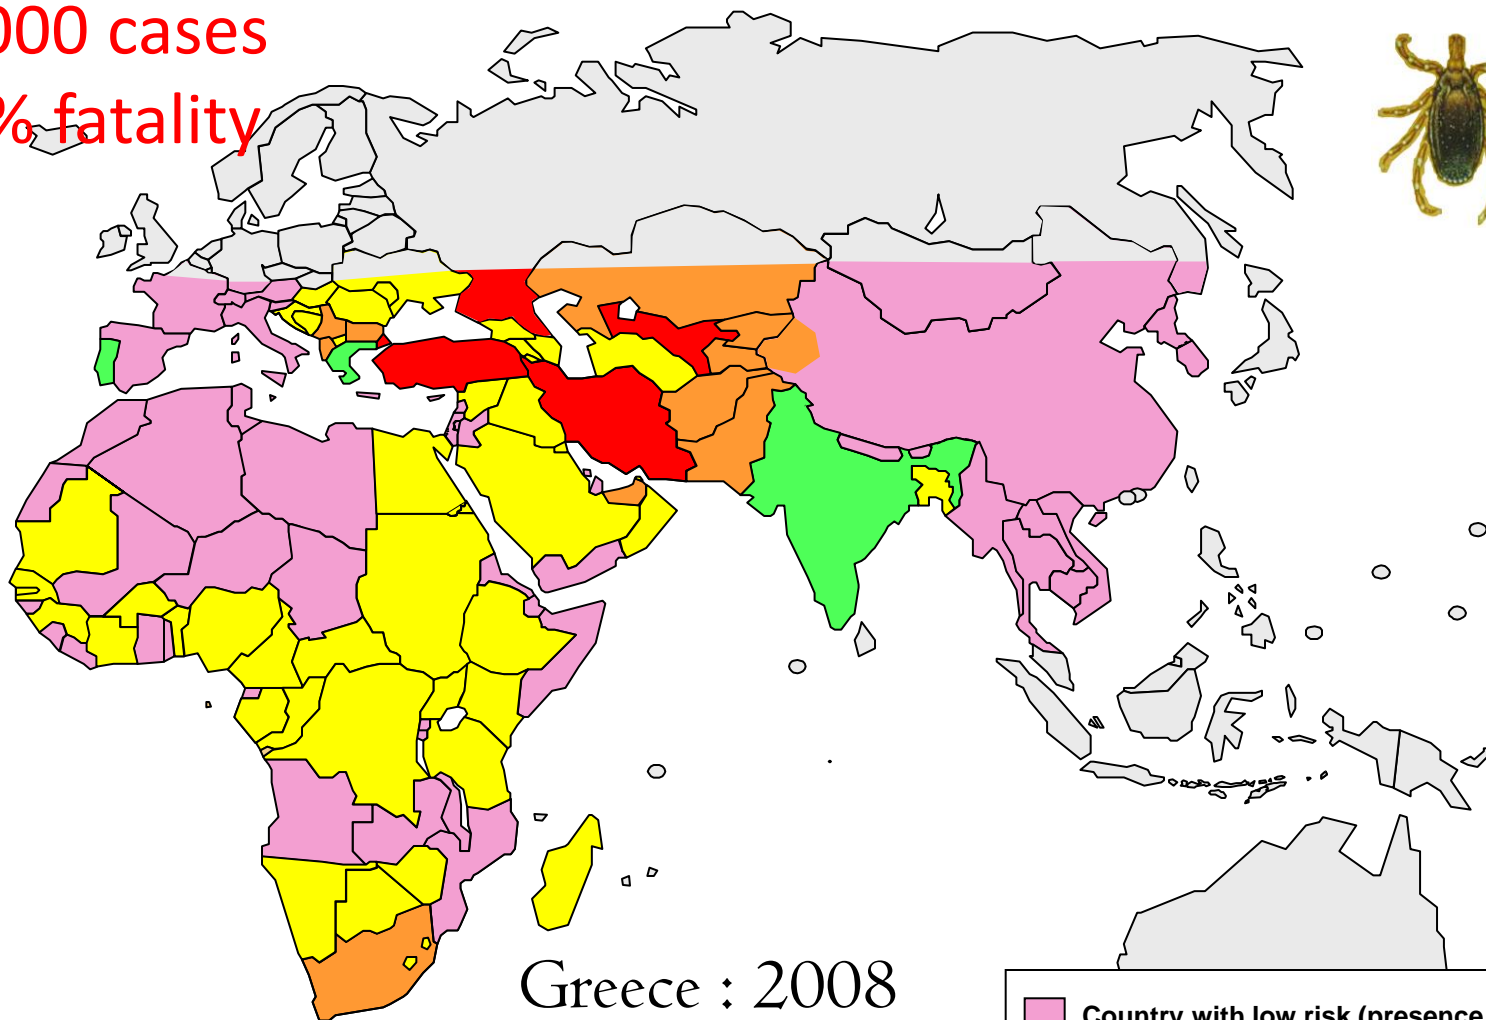 000 cases
% fatality
Greece : 2008
Country with low risk (presence